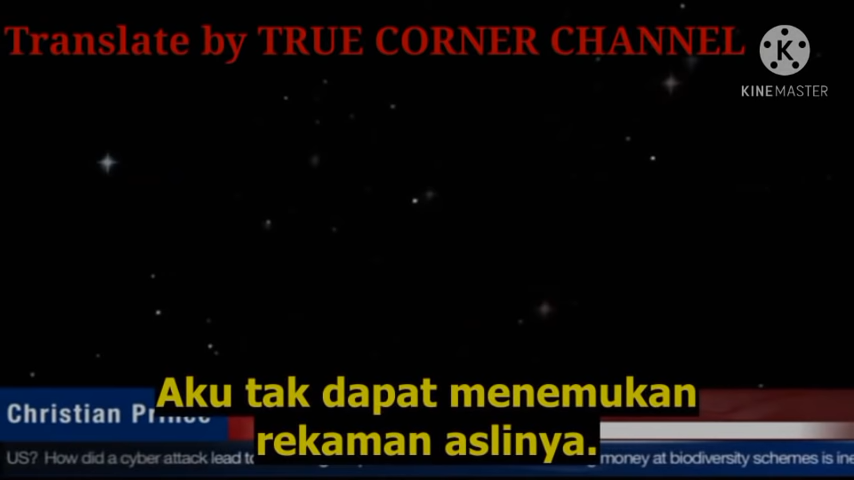 Translate by TRUE CORNER CHANNEL
KINEMASTER
Aku tak dapat menemukan
Christian Prince
rekaman aslinya.
US? How did a cyber attack lead to
money at biodiversity schemes is